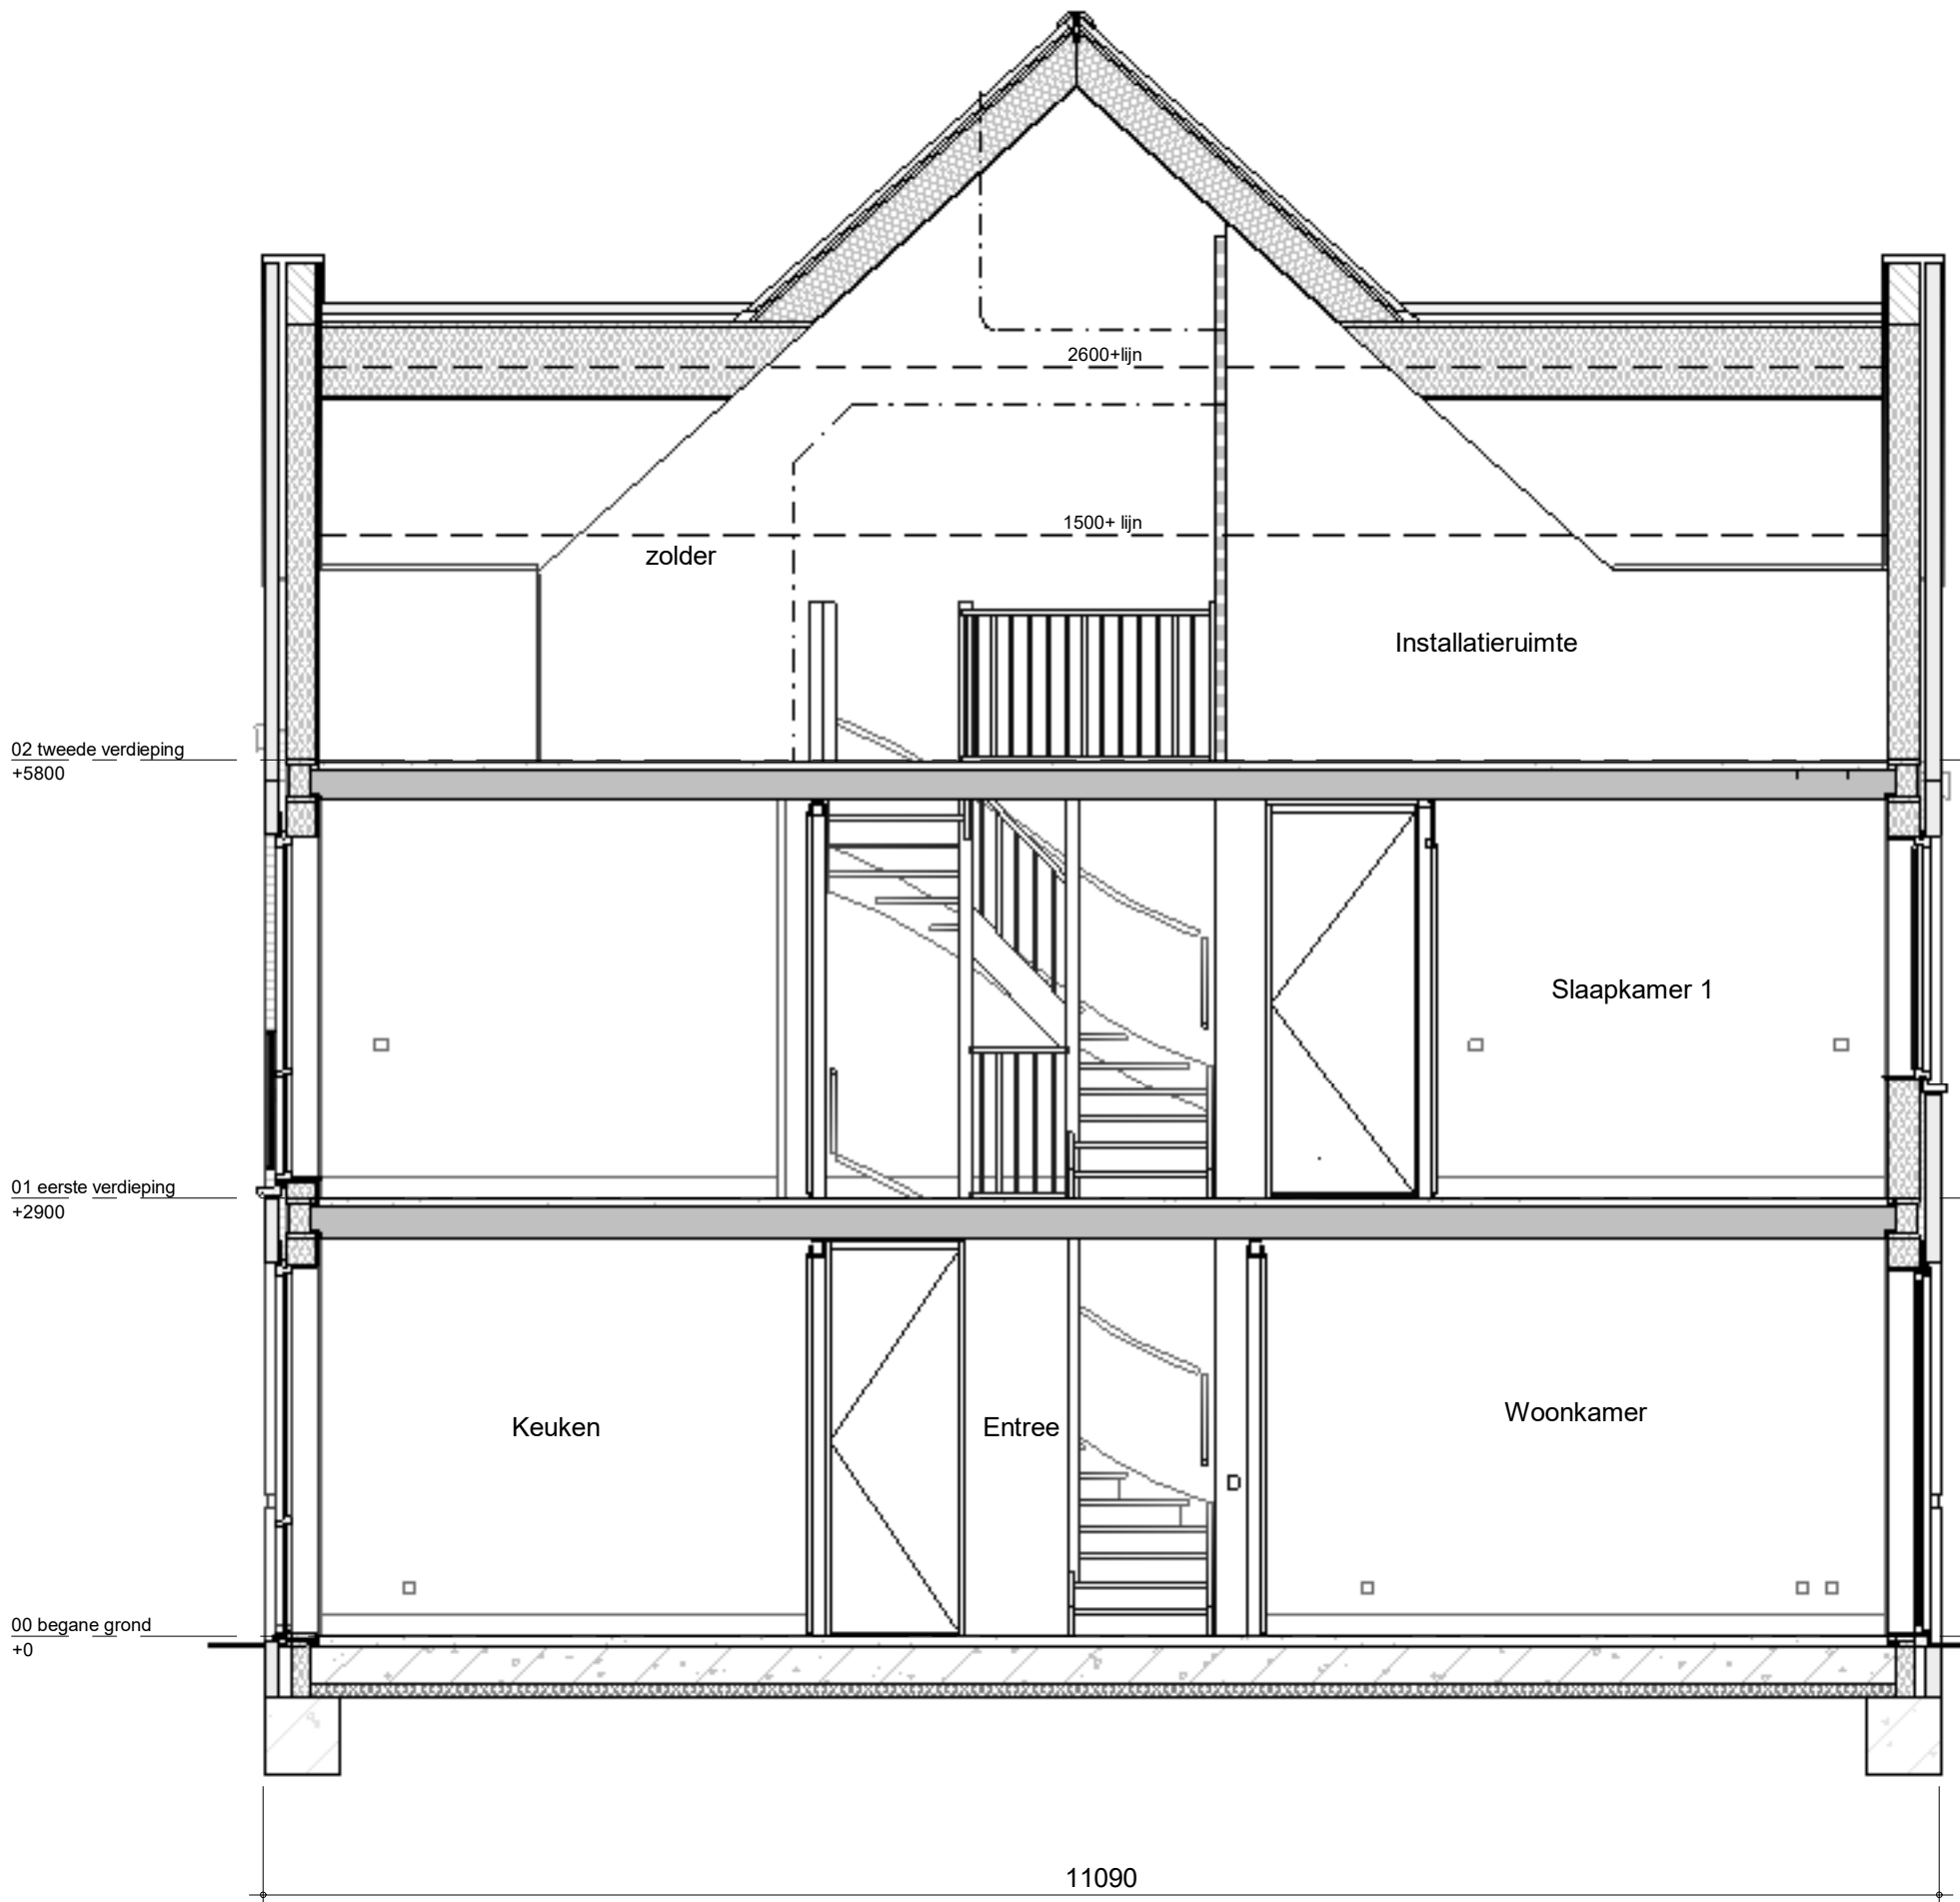 2600+lijn
1500+ lijn
zolder
Installatieruimte
02 tweede verdieping
+5800
Slaapkamer 1
01 eerste verdieping
+2900
Keuken
Entree
Woonkamer
00 begane grond
+0
11090